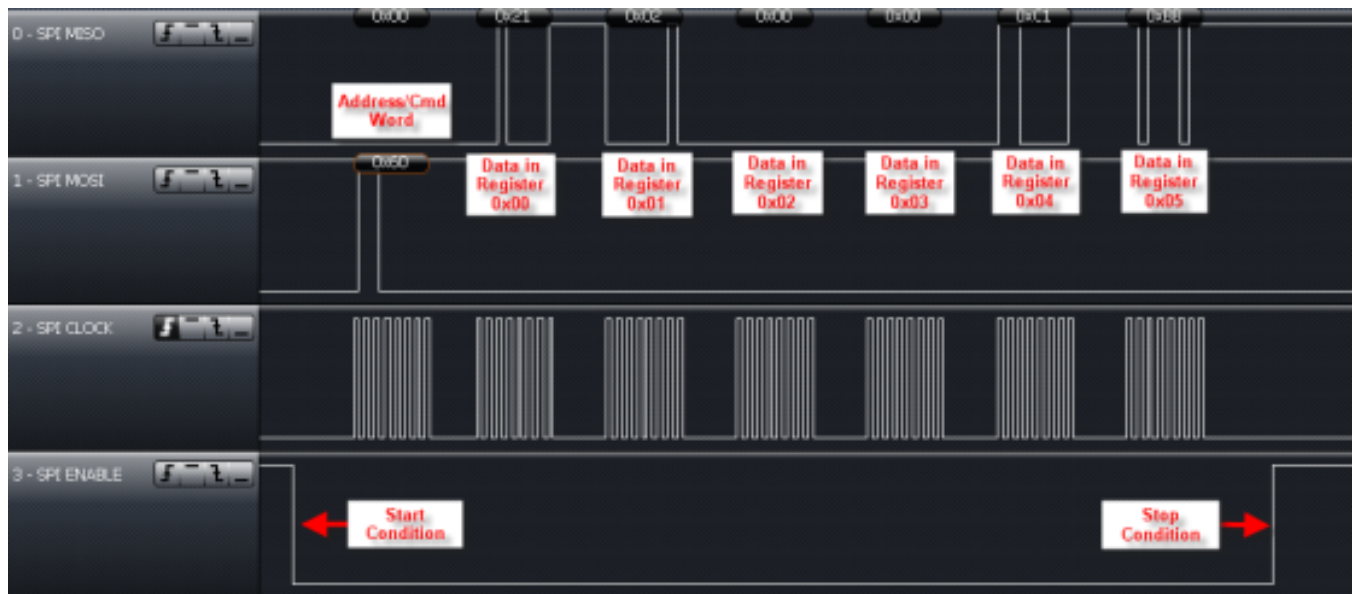 0x00 0x21 0x02 0x00 0x00 0xC1 0xBB
0 - SPI MISO
Address/Cmd
Word
0x60
1 - SPI MOSI
Data in
Register
0x00
Data in
Register
0x01
Data in
Register
0x02
Data in
Register
0x03
Data in
Register
0x04
Data in
Register
0x05
2 - SPI CLOCK
3 - SPI ENABLE
Start
Condition
Stop
Condition